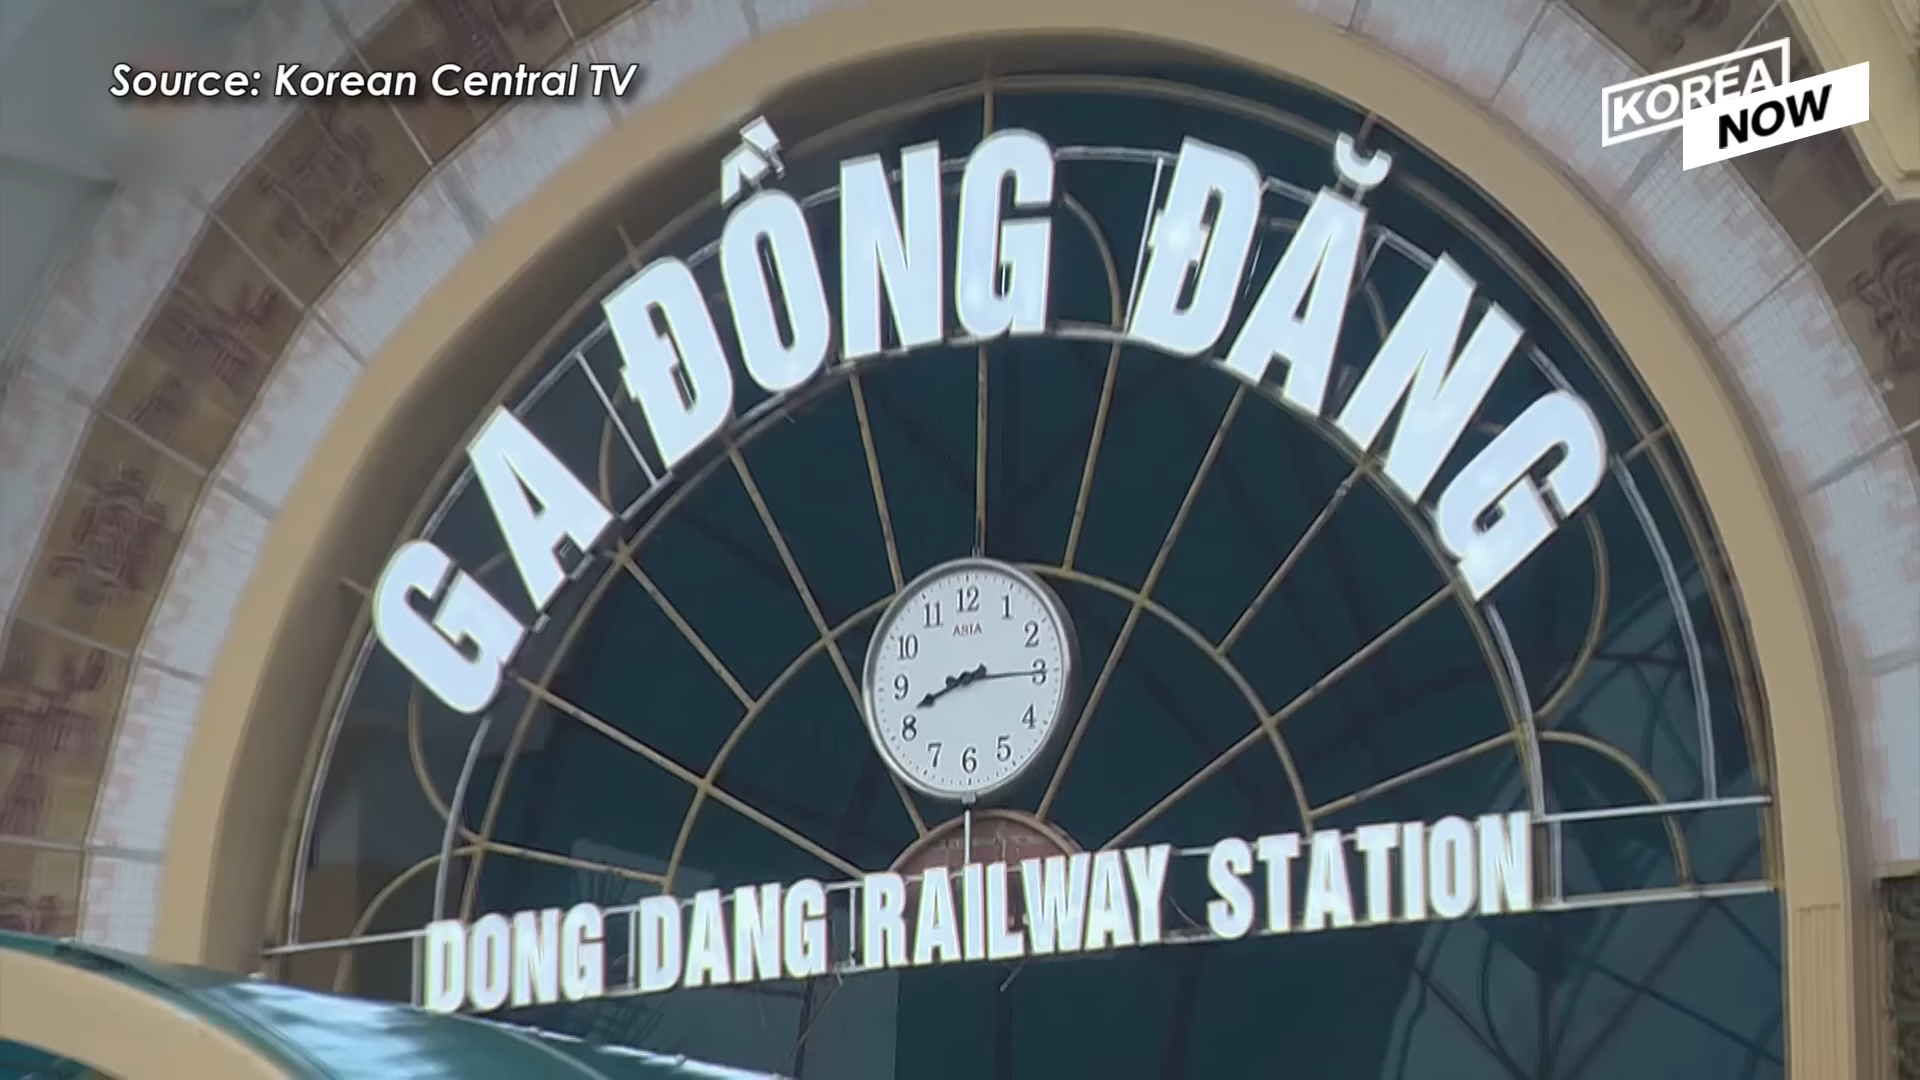 Source: Korean Central TV
KOREA
NOW
GA ĐỒNG ĐĂNG
12
1
2
3
4
5
6
7
8
9
10
11
ASIA
DONG DANG RAILWAY STATION